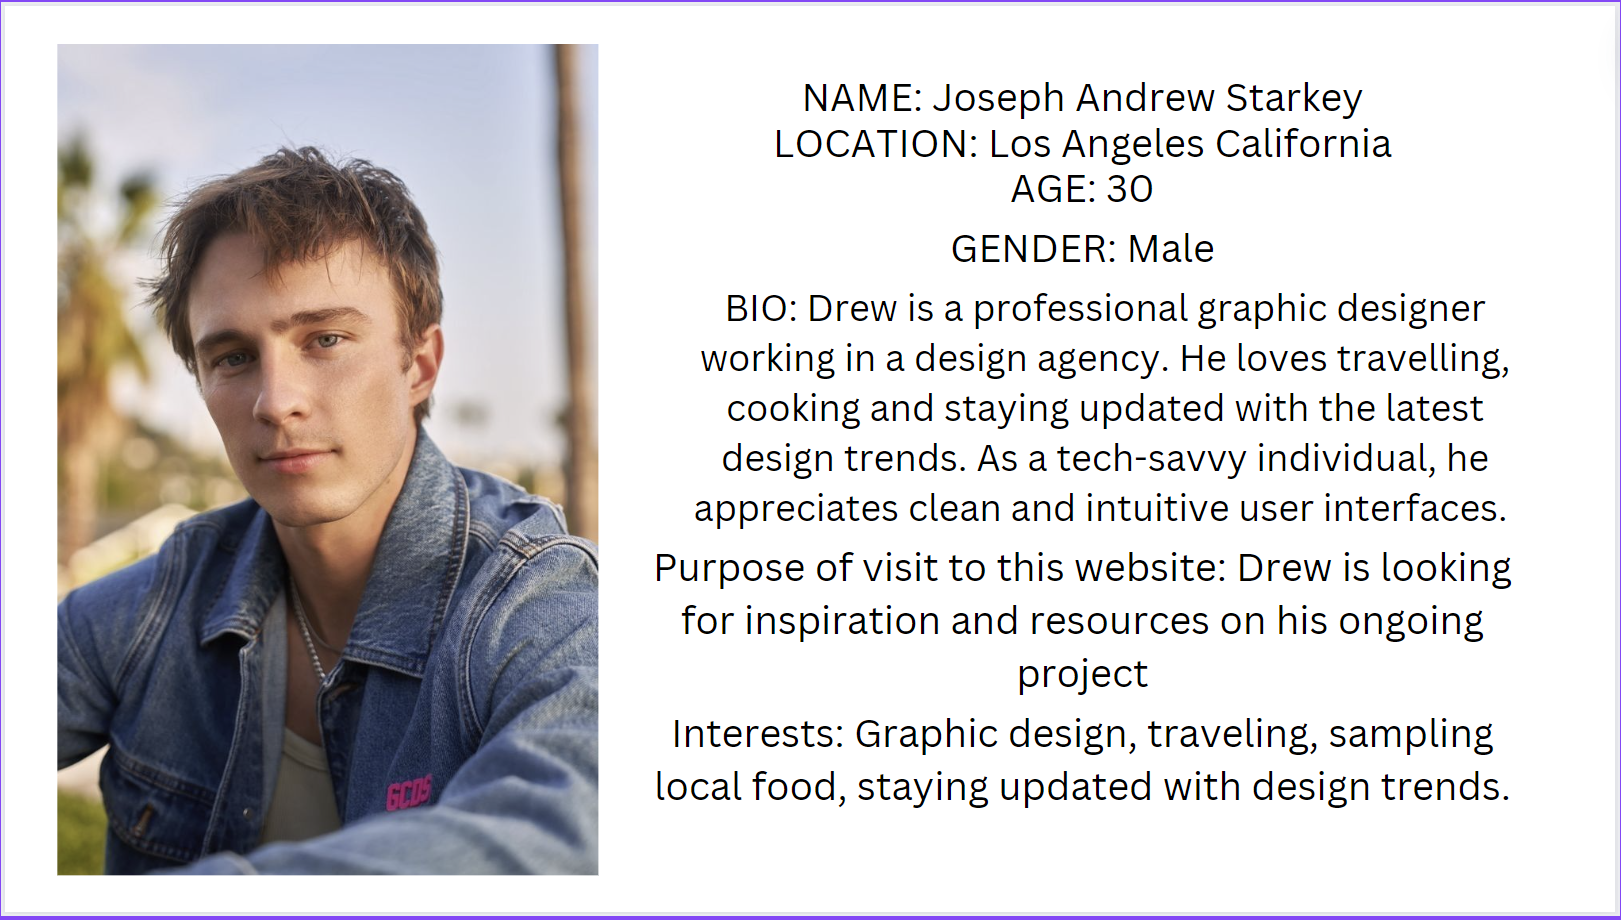 NAME: Joseph Andrew Starkey
LOCATION: Los Angeles California
AGE: 30
GENDER: Male
BIO: Drew is a professional graphic designer
working in a design agency. He loves travelling,
cooking and staying updated with the latest
design trends. As a tech-savvy individual, he
appreciates clean and intuitive user interfaces.
Purpose of visit to this website: Drew is looking
for inspiration and resources on his ongoing
project
Interests: Graphic design, traveling, sampling
local food, staying updated with design trends.
GCDS